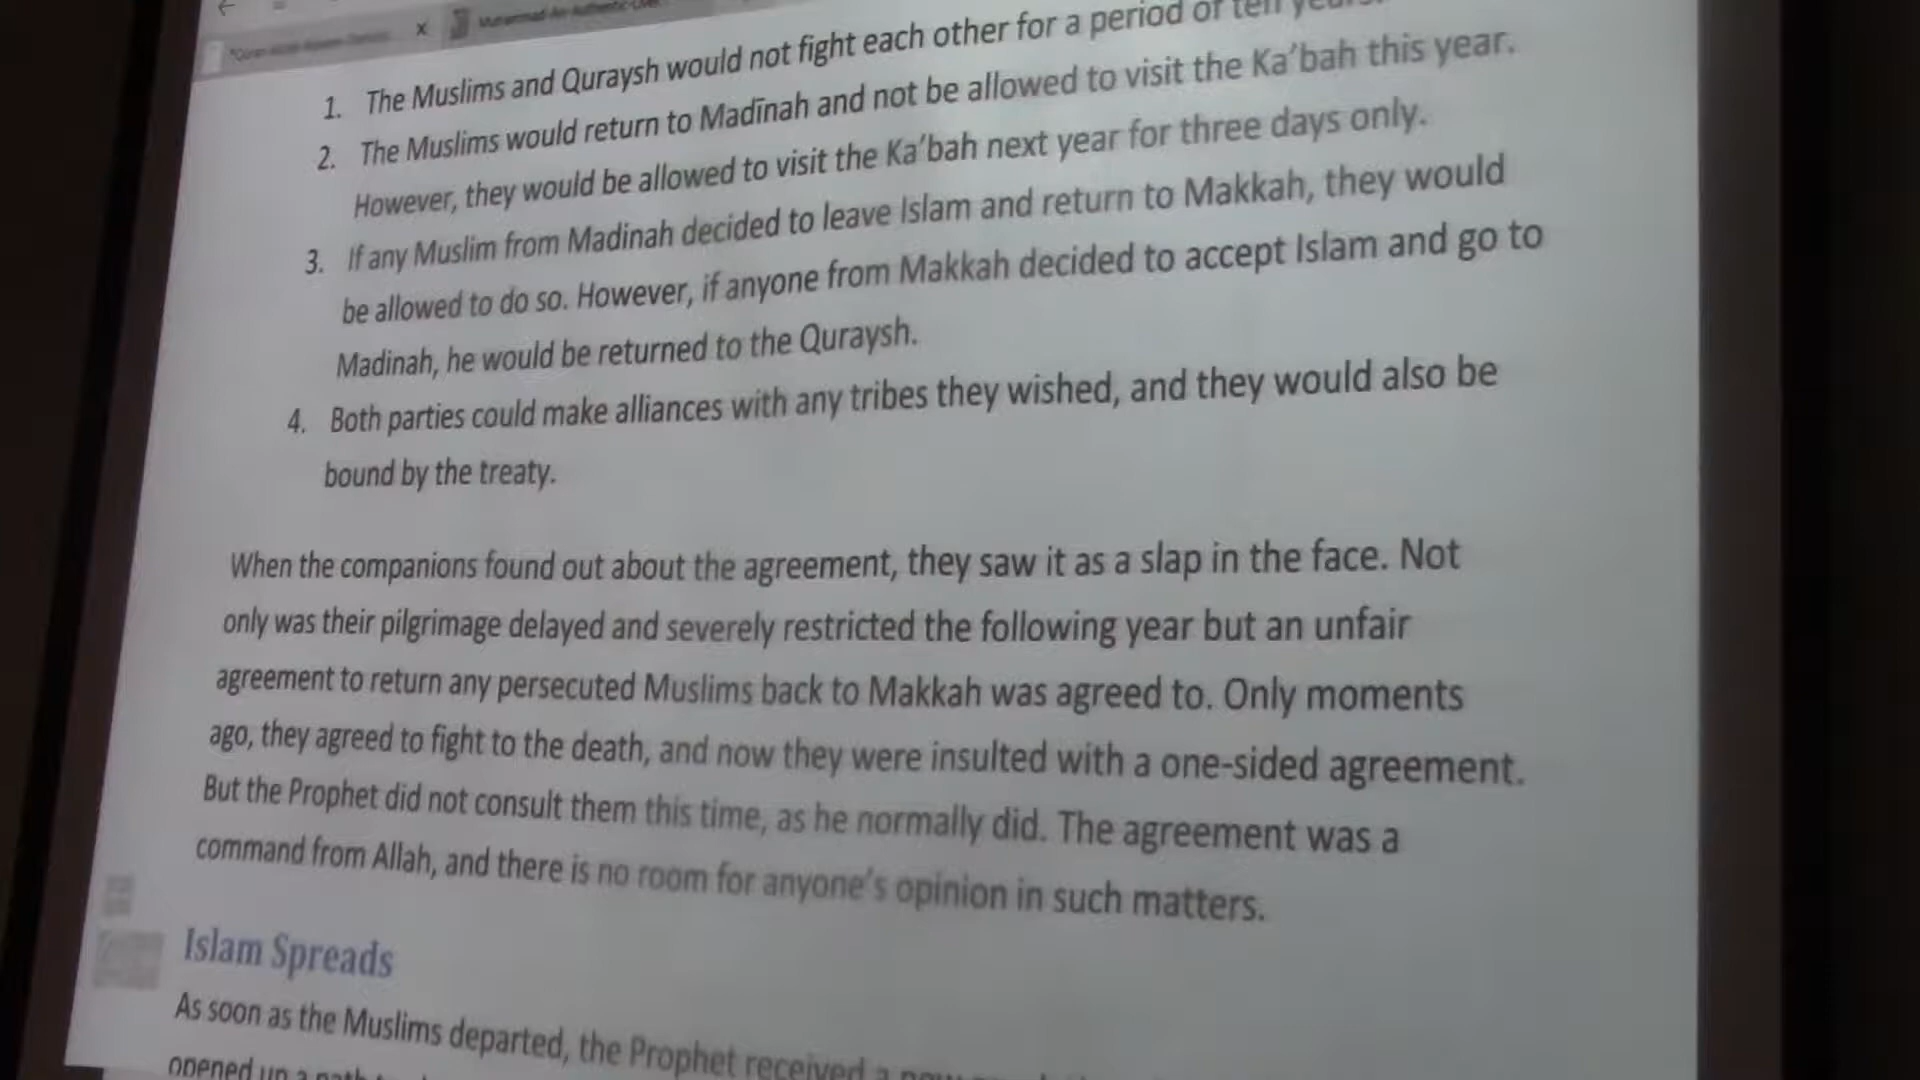 1. The Muslims and Quraysh would not fight each other for a period of ten
2. The Muslims would return to Madīnah and not be allowed to visit the Ka'bah this year.
However, they would be allowed to visit the Ka'bah next year for three days only.
3. If any Muslim from Madinah decided to leave Islam and return to Makkah, they would
be allowed to do so. However, if anyone from Makkah decided to accept Islam and go to
Madinah, he would be returned to the Quraysh.
4. Both parties could make alliances with any tribes they wished, and they would also be
bound by the treaty.
When the companions found out about the agreement, they saw it as a slap in the face. Not
only was their pilgrimage delayed and severely restricted the following year but an unfair
agreement to return any persecuted Muslims back to Makkah was agreed to. Only moments
ago, they agreed to fight to the death, and now they were insulted with a one-sided agreement.
But the Prophet did not consult them this time, as he normally did. The agreement was a
command from Allah, and there is no room for anyone's opinion in such matters.
Islam Spreads
As soon as the Muslims departed, the Prophet received a
opened up a